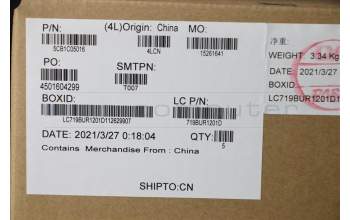 P/N:
(4L)Origin: China
MO:
5CB1C05016
4LCN
15261641
PO:
SMTPN:
4501604299
T007
BOXID:
LC P/N:
LC719BUR1201D112629907
719BUR1201D
DATE: 2021/3/27 0:18:04
QTY:
5
Contains Merchandise From : China
SHIPTO:CN
净重:
WEIGHT: 3.34 Kg
DATE: 2021/3/27
BOXID:
LC719BUR1201D1